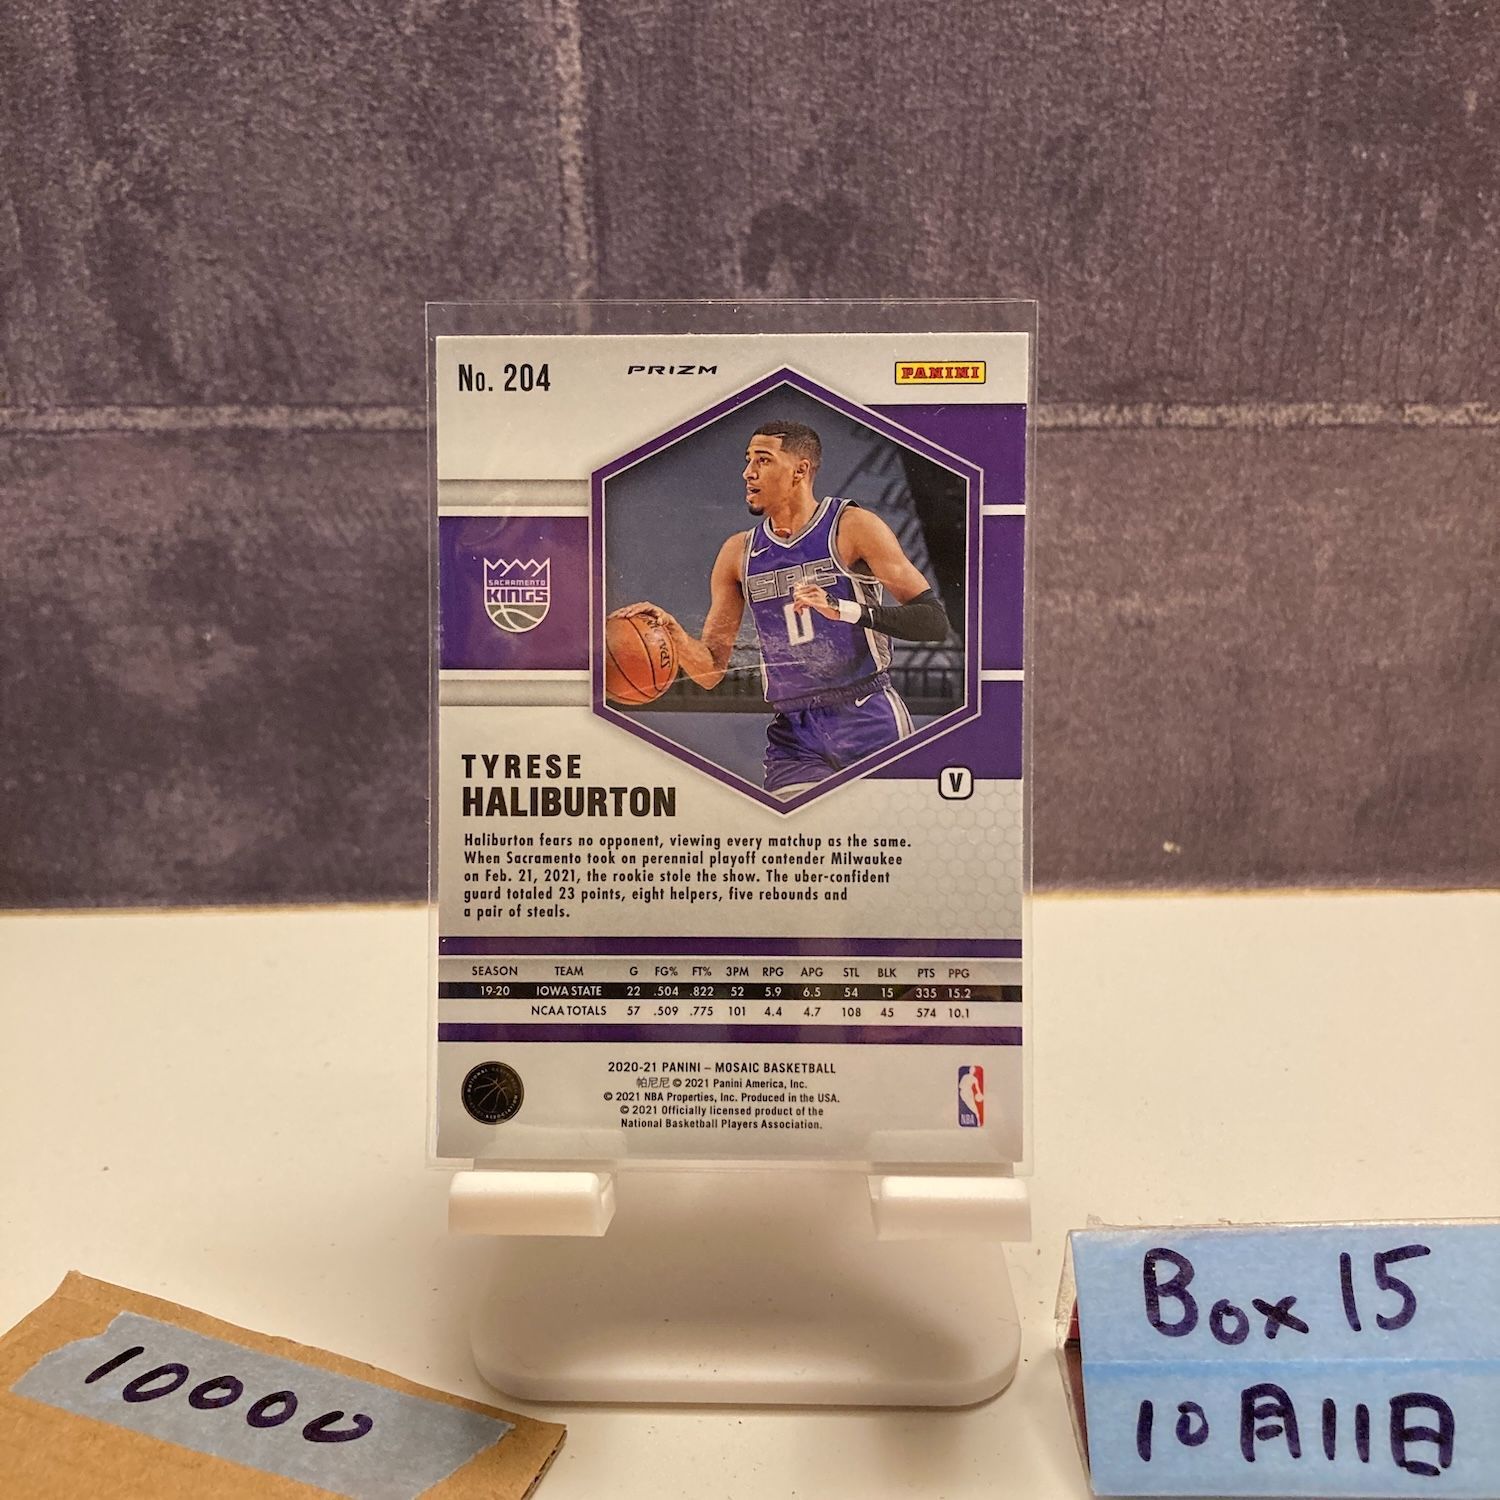 No. 204
PRIZM
PANINI
SACRAMENTO
KINGS
SAC
0
SPAL
TYRESE
HALIBURTON
V
Haliburton fears no opponent, viewing every matchup as the same.
When Sacramento took on perennial playoff contender Milwaukee
on Feb. 21, 2021, the rookie stole the show. The uber-confident
guard totaled 23 points, eight helpers, five rebounds and
a pair of steals.
SEASON TEAM G FG% FT% 3PM RPG APG STL BLK PTS PPG
19-20 IOWA STATE 22 .504 .822 52 5.9 6.5 54 15 335 15.2
NCAA TOTALS 57 .509 .775 101 4.4 4.7 108 45 574 10.1
2020-21 PANINI – MOSAIC BASKETBALL
帕尼尼 © 2021 Panini America, Inc.
© 2021 NBA Properties, Inc. Produced in the USA.
© 2021 Officially licensed product of the
National Basketball Players Association.
NBA
10000
Box 15
10月11日